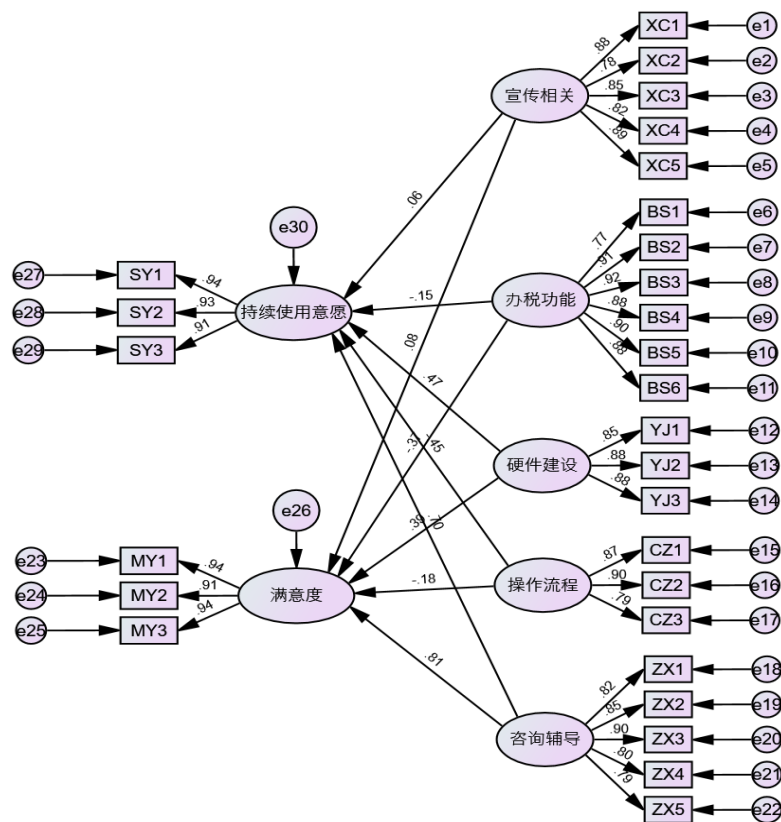 XC1
e1
.88
XC2
e2
.78
宣传相关
XC3
e3
.85
XC4
e4
.82
XC5
e5
.89
.06
BS1
e6
.77
e30
BS2
e7
.91
e27
SY1
.94
BS3
e8
.92
e28
SY2
.93
持续使用意愿
-.15
办税功能
BS4
e9
.88
e29
SY3
.91
BS5
e10
.90
BS6
e11
.88
.08
.47
YJ1
e12
.85
硬件建设
YJ2
e13
.88
YJ3
e14
.88
e26
.39
.70
e23
MY1
.94
CZ1
e15
.87
e24
MY2
.91
满意度
-.18
操作流程
CZ2
e16
.90
e25
MY3
.94
CZ3
e17
.79
.81
ZX1
e18
.82
ZX2
e19
.85
咨询辅导
ZX3
e20
.90
ZX4
e21
.80
ZX5
e22
.79